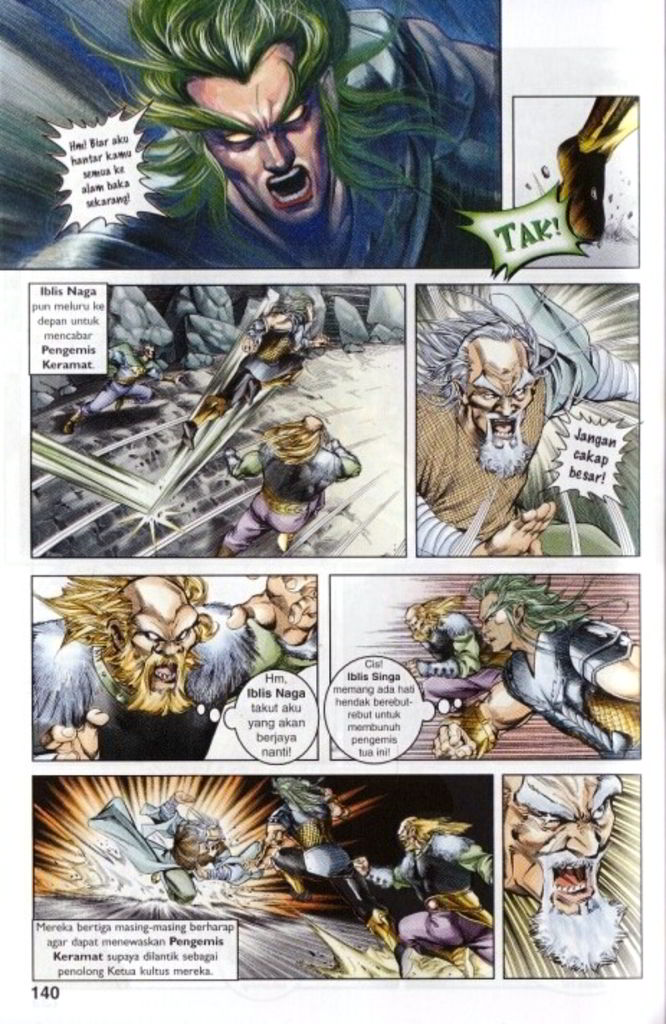 Hm! Biar aku
hantar kamu
semua ke
alam baka
sekarang!
TAK!
Iblis Naga
pun meluru ke
depan untuk
mencabar
Pengemis
Keramat.
Jangan
cakap
besar!
Hm,
Iblis Naga
takut aku
yang akan
berjaya
nanti!
Cis!
Iblis Singa
memang ada hati
hendak berebut-
rebut untuk
membunuh
pengemis
tua ini!
Mereka bertiga masing-masing berharap
agar dapat menewaskan Pengemis
Keramat supaya dilantik sebagai
penolong Ketua kultus mereka.
140